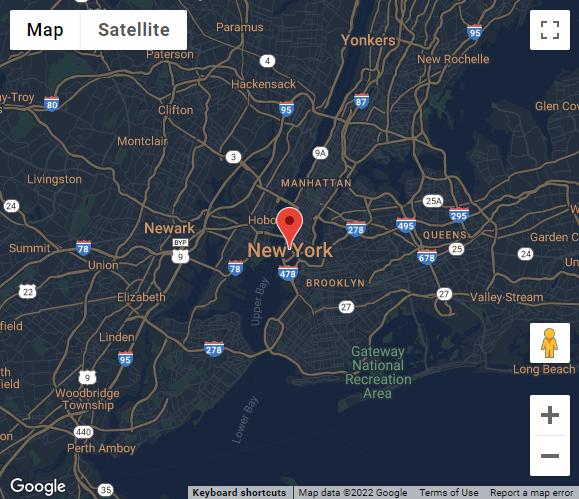 Map
Satellite
Paramus
Yonkers
95
New Rochelle
Paterson
4
Hackensack
80
95
87
Glen Cov
Clifton
Montclair
3
9A
Livingston
MANHATTAN
24
25A
295
Newark
Hobo
278
495
QUEENS
Garden C
Summit
78
BYP
9
New York
25
24
Union
78
478
678
Un
22
Elizabeth
Upper Bay
BROOKLYN
27
27
Valley Stream
Linden
278
95
Gateway
National
Recreation
Area
Long Beach
9
Woodbridge
Township
Lower Bay
440
Perth Amboy
35
Google
Keyboard shortcuts
Map data ©2022 Google
Terms of Use
Report a map error